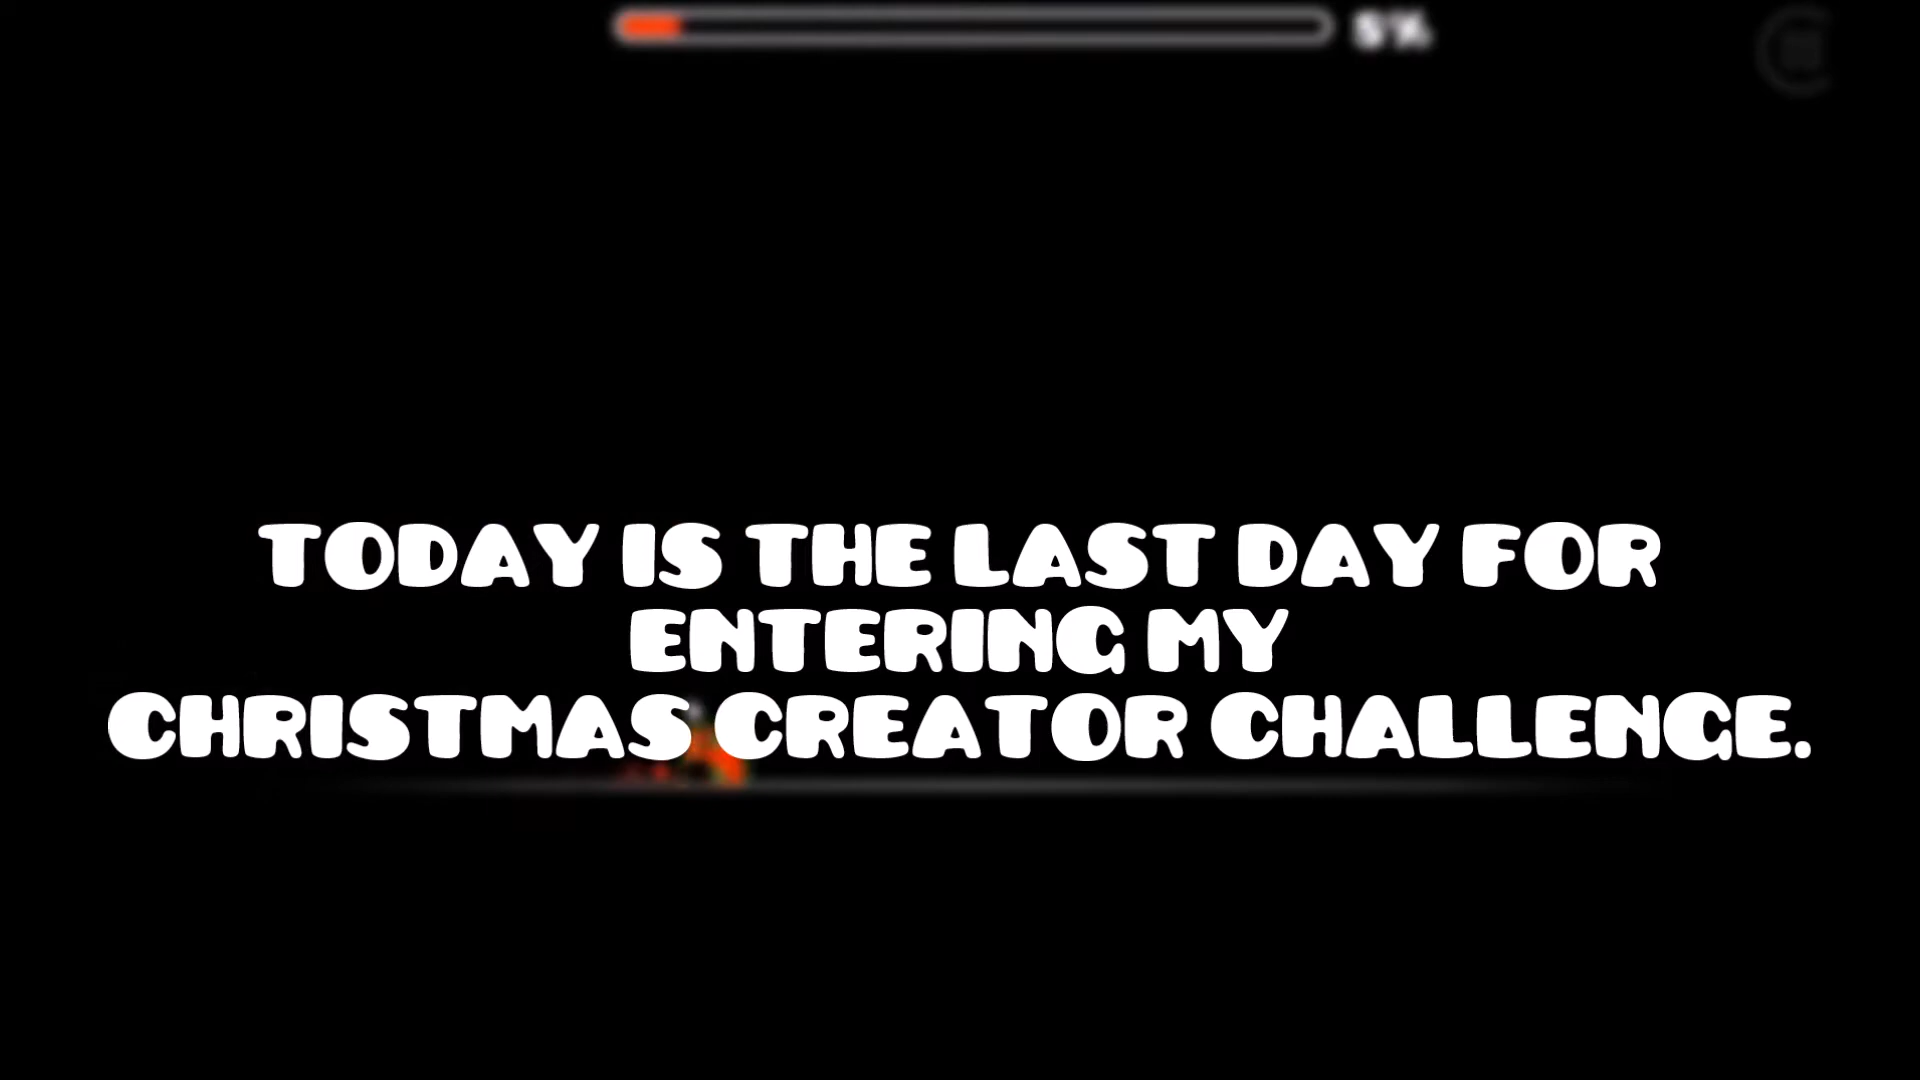 TODAY IS THE LAST DAY FOR
ENTERING MY
CHRISTMAS CREATOR CHALLENGE.